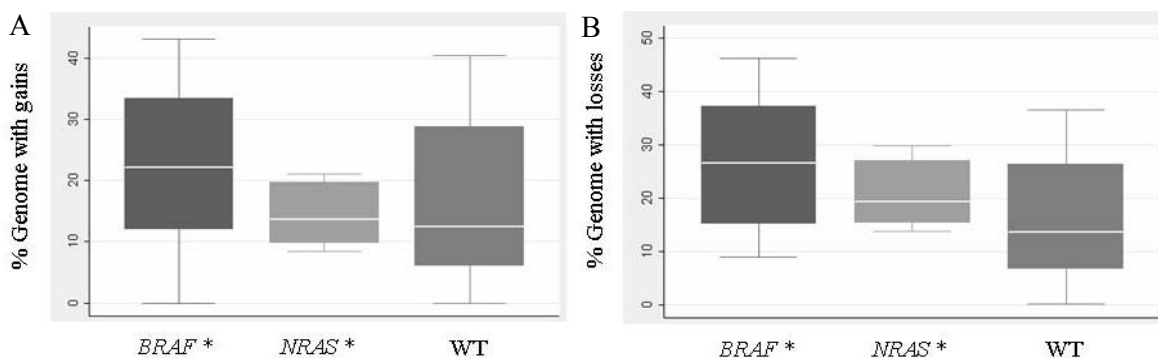 A
% Genome with gains
40
30
20
10
0
BRAF *
NRAS *
WT
B
% Genome with losses
50
40
30
20
10
0
BRAF *
NRAS *
WT